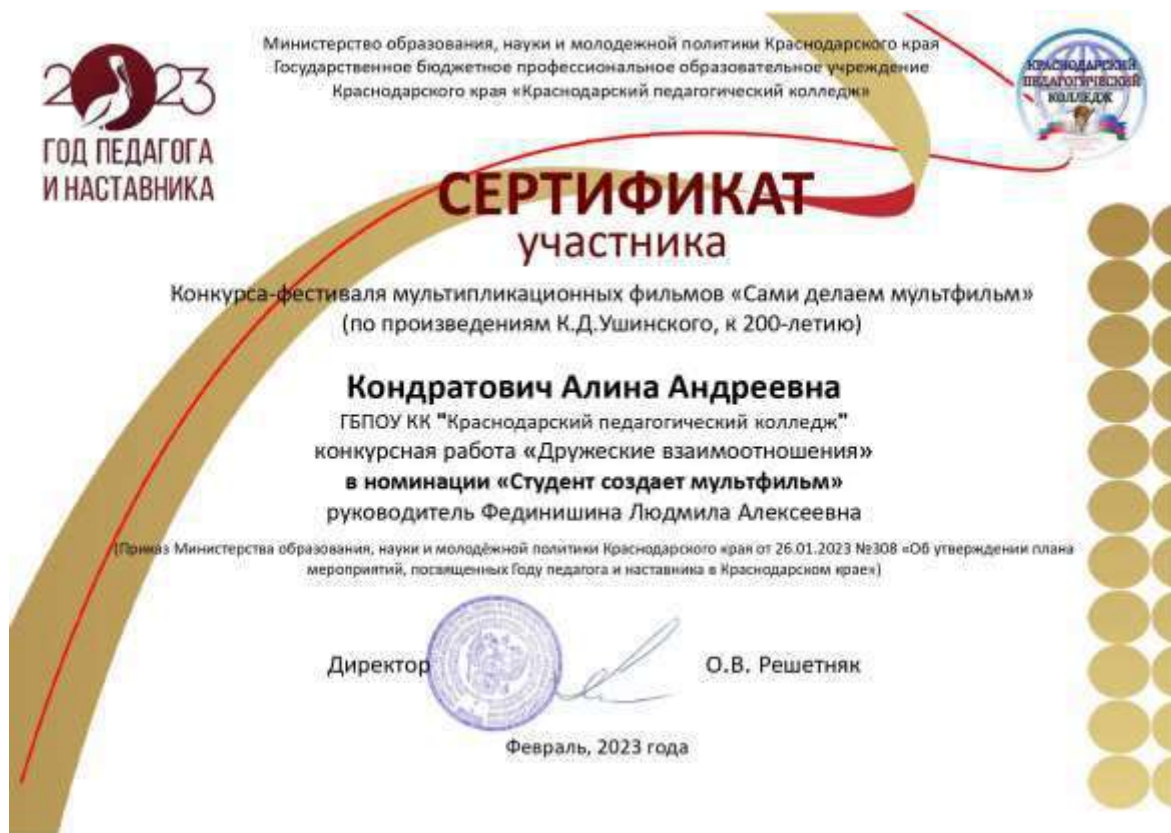 Министерство образования, науки и молодежной политики Краснодарского края
Государственное бюджетное профессиональное образовательное учреждение
Краснодарского края «Краснодарский педагогический колледж»
2023
ГОД ПЕДАГОГА
И НАСТАВНИКА
КРАСНОДАРСКИЙ
ПЕДАГОГИЧЕСКИЙ
КОЛЛЕДЖ
СЕРТИФИКАТ
участника
Конкурса-фестиваля мультипликационных фильмов «Сами делаем мультфильм»
(по произведениям К.Д.Ушинского, к 200-летию)
Кондратович Алина Андреевна
ГБПОУ КК "Краснодарский педагогический колледж"
конкурсная работа «Дружеские взаимоотношения»
в номинации «Студент создает мультфильм»
руководитель Фединишина Людмила Алексеевна
(Приказ Министерства образования, науки и молодёжной политики Краснодарского края от 26.01.2023 №308 «Об утверждении плана
мероприятий, посвященных Году педагога и наставника в Краснодарском крае»)
Директор О.В. Решетняк
Февраль, 2023 года